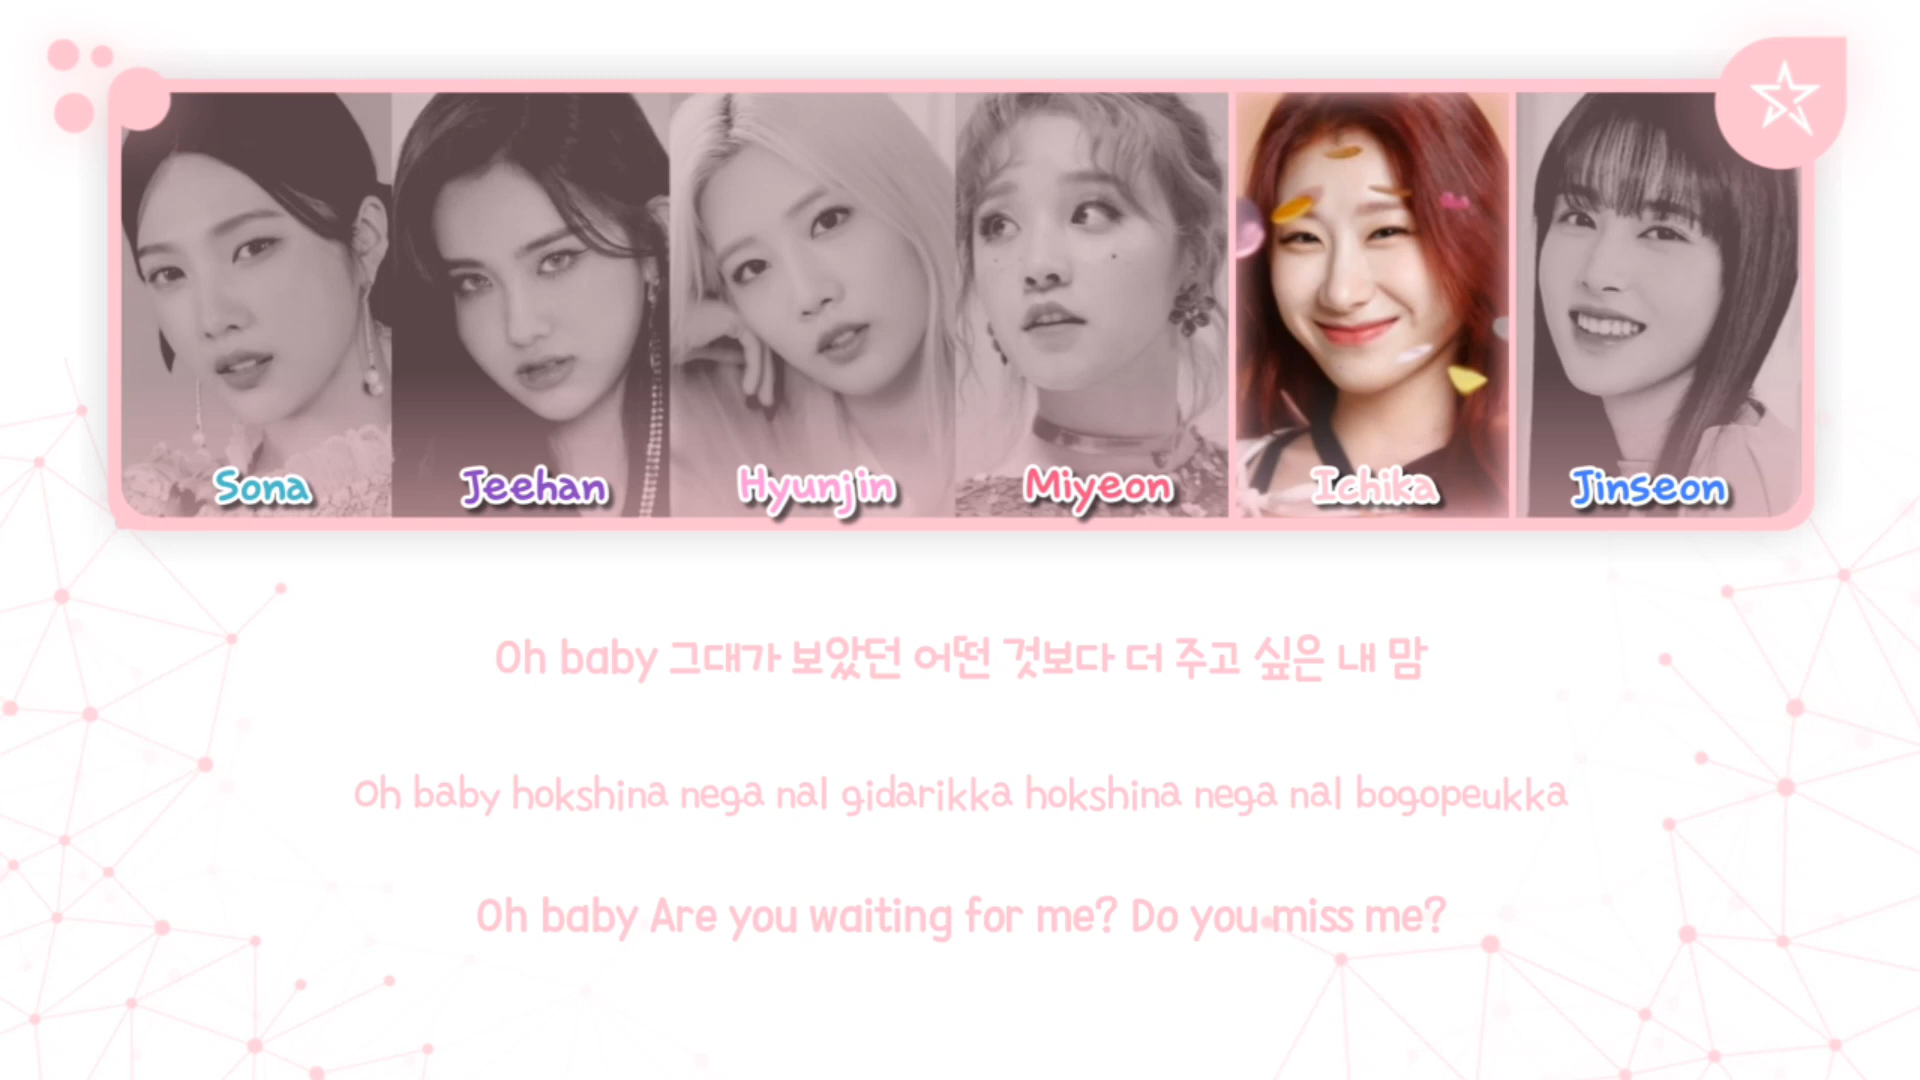 Sona Jeehan Hyunjin Miyeon Ichika Jinseon
Oh baby 그대가 보았던 어떤 것보다 더 주고 싶은 내 맘
Oh baby hokshina nega nal gidarikka hokshina nega nal bogopeukka
Oh baby Are you waiting for me? Do you miss me?